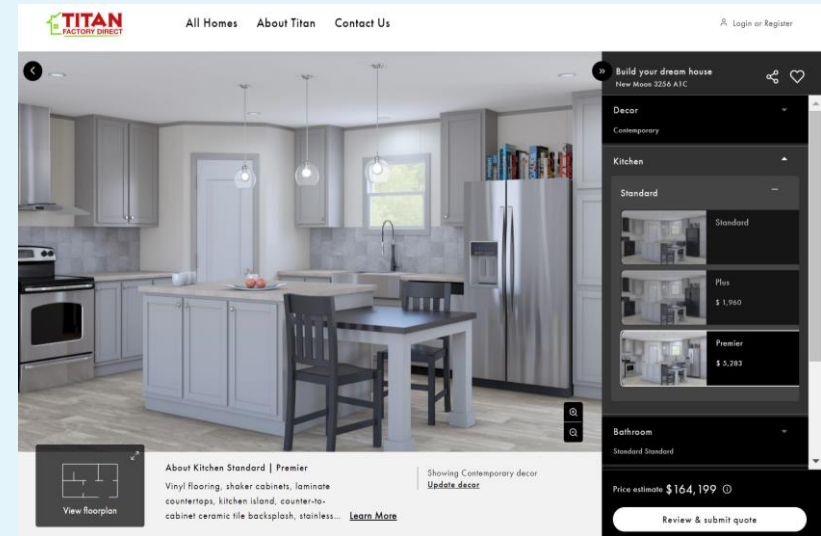 TITAN
FACTORY DIRECT
All Homes About Titan Contact Us
Login or Register
Build your dream house
New Moon 3256 A1C
Decor
Contemporary
Kitchen
Standard
Standard
Plus
$ 1,960
Premier
$ 5,283
Bathroom
Standard Standard
Price estimate $164,199
Review & submit quote
View floorplan
About Kitchen Standard | Premier
Vinyl flooring, shaker cabinets, laminate
countertops, kitchen island, counter-to-
cabinet ceramic tile backsplash, stainless... Learn More
Showing Contemporary decor
Update decor